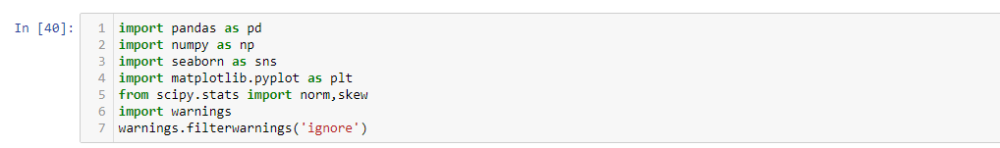 In [40]:
1 import pandas as pd
2 import numpy as np
3 import seaborn as sns
4 import matplotlib.pyplot as plt
5 from scipy.stats import norm,skew
6 import warnings
7 warnings.filterwarnings('ignore')